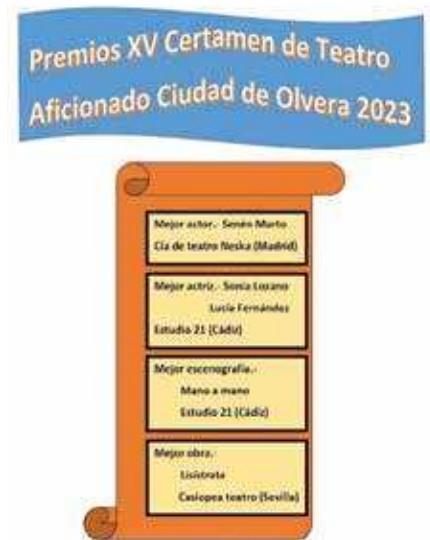 Premios XV Certamen de Teatro
Aficionado Ciudad de Olvera 2023
Mejor actor.- Senén Marto
Cía de teatro Neska (Madrid)
Mejor actriz.- Sonia Lozano
Lucía Fernández
Estudio 21 (Cádiz)
Mejor escenografía.-
Mano a mano
Estudio 21 (Cádiz)
Mejor obra.-
Lisístrata
Casiopea teatro (Sevilla)